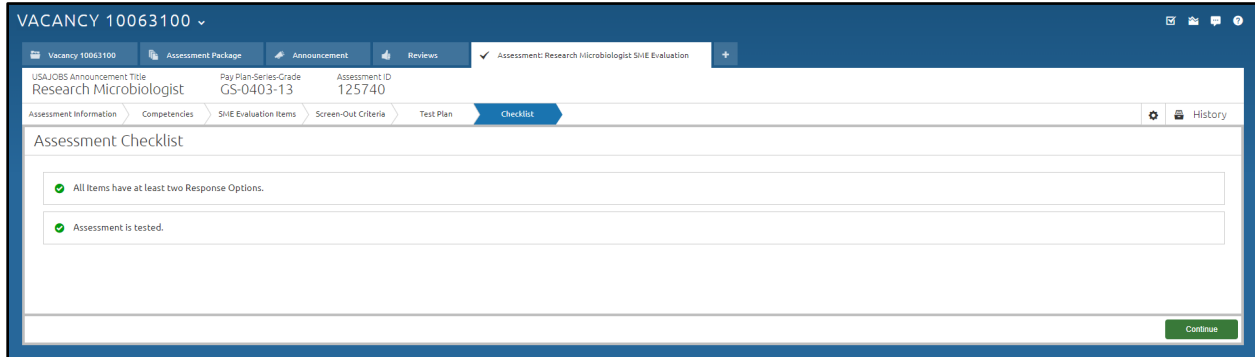 VACANCY 10063100
Vacancy 10063100 Assessment Package Announcement Reviews Assessment: Research Microbiologist SME Evaluation +
USAJOBS Announcement Title Pay Plan-Series-Grade Assessment ID
Research Microbiologist GS-0403-13 125740
Assessment Information Competencies SME Evaluation Items Screen-Out Criteria Test Plan Checklist History
Assessment Checklist
All Items have at least two Response Options.
Assessment is tested.
Continue